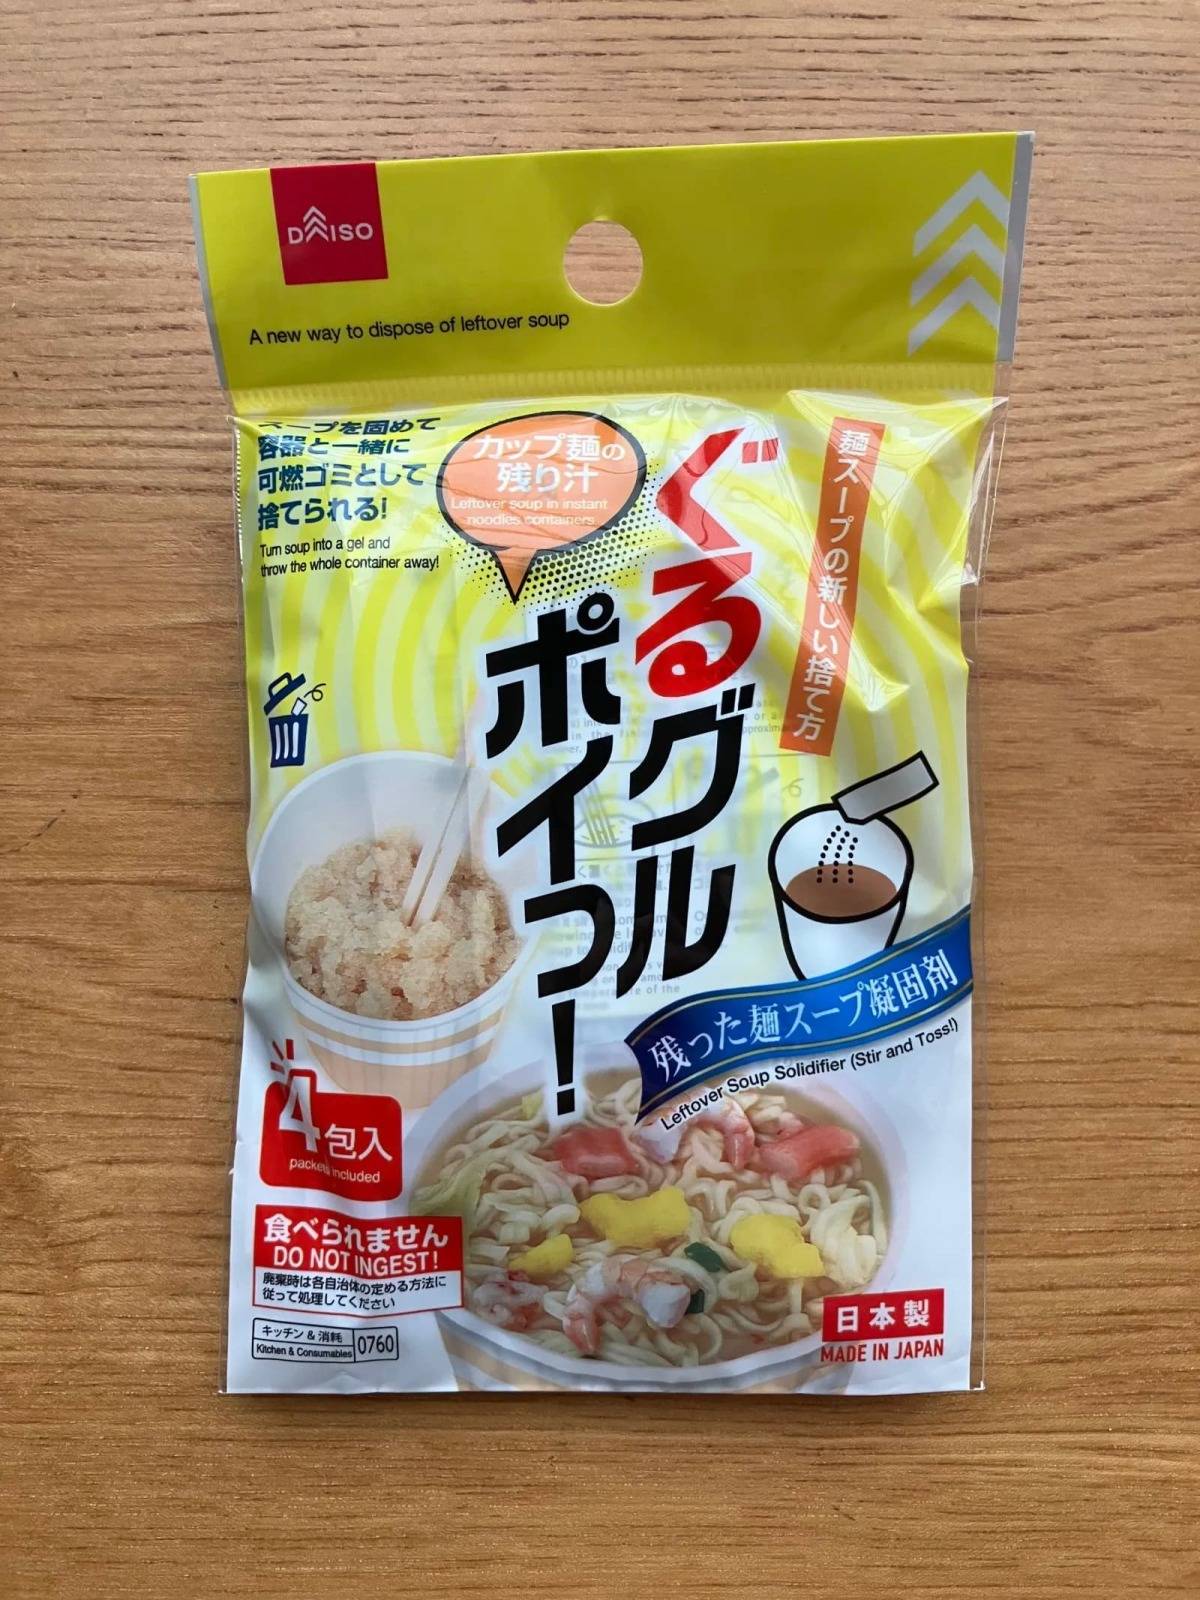 DAISO
A new way to dispose of leftover soup
スープを固めて
容器と一緒に
可燃ゴミとして
捨てられる!
Turn soup into a gel and
throw the whole container away!
カップ麺の
残り汁
Leftover soup in instant
noodles containers
麺スープの新しい捨て方
ぐるグル
ポイっ!
残った麺スープ凝固剤
Leftover Soup Solidifier (Stir and Toss!)
4包入
packets included
食べられません
DO NOT INGEST!
廃棄時は各自治体の定める方法に
従って処理してください
キッチン & 消耗
Kitchen & Consumables
0760
日本製
MADE IN JAPAN